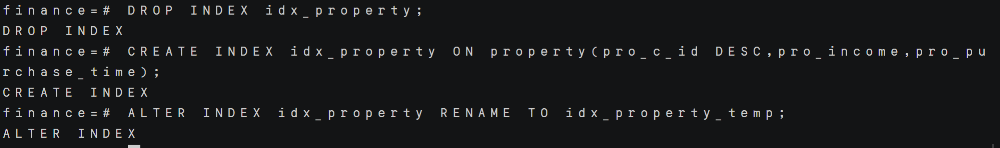 finance=# DROP INDEX idx_property;
DROP INDEX
finance=# CREATE INDEX idx_property ON property(pro_c_id DESC,pro_income,pro_pu
rchase_time);
CREATE INDEX
finance=# ALTER INDEX idx_property RENAME TO idx_property_temp;
ALTER INDEX